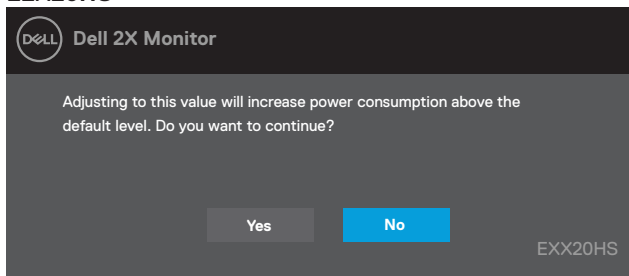 DELL Dell 2X Monitor
Adjusting to this value will increase power consumption above the
default level. Do you want to continue?
Yes No
EXX20HS